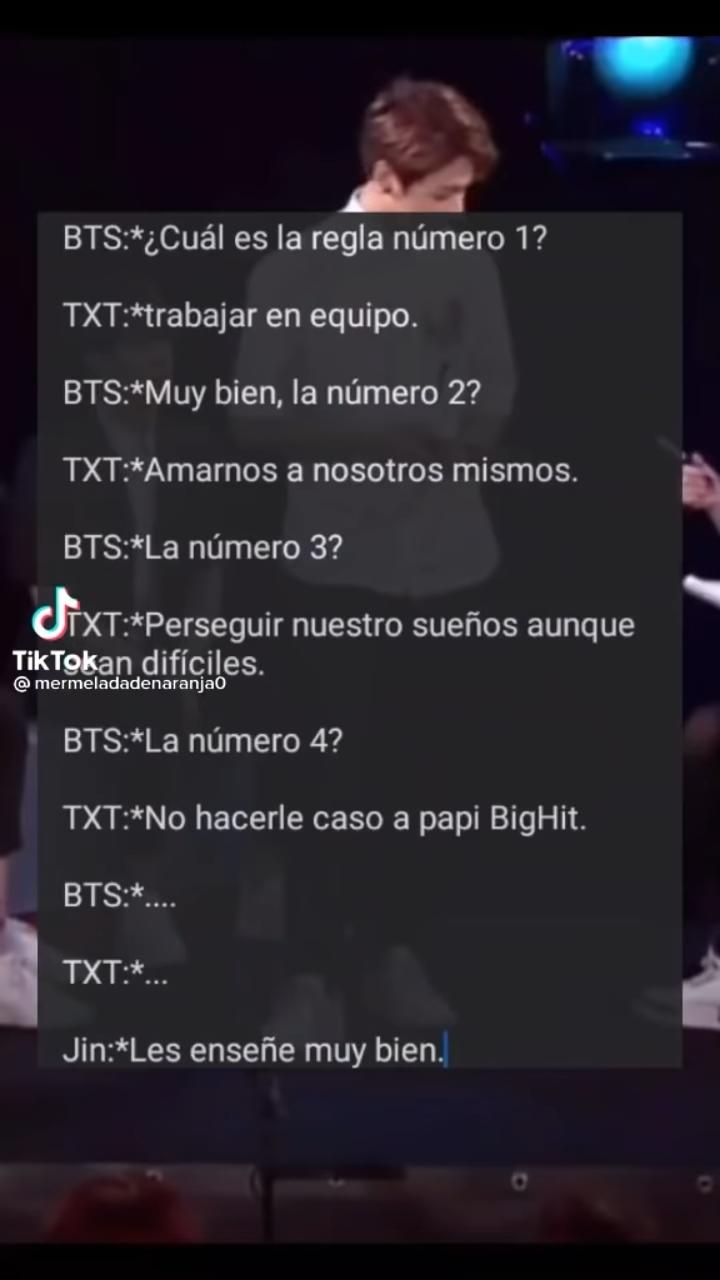 BTS:*¿Cuál es la regla número 1?
TXT:*trabajar en equipo.
BTS:*Muy bien, la número 2?
TXT:*Amarnos a nosotros mismos.
BTS:*La número 3?
TXT:*Perseguir nuestro sueños aunque
sean difíciles.
TikTok
@mermeladadenaranja0
BTS:*La número 4?
TXT:*No hacerle caso a papi BigHit.
BTS:*....
TXT:*...
Jin:*Les enseñe muy bien.